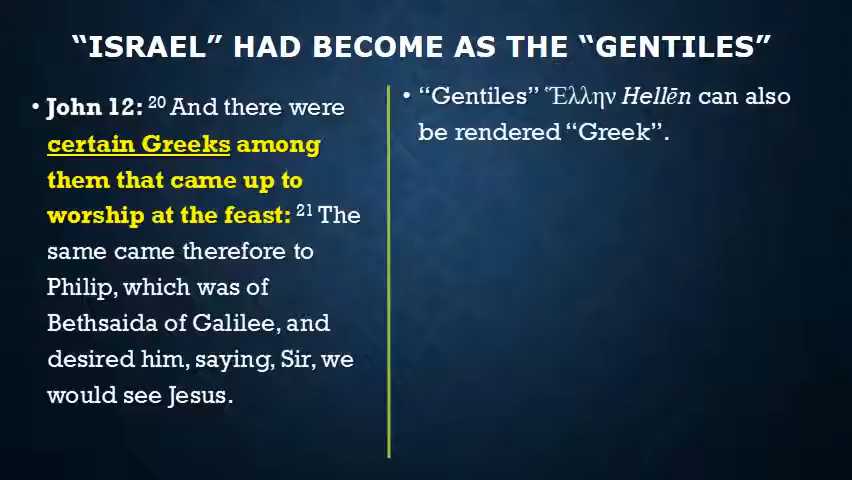 “ISRAEL” HAD BECOME AS THE “GENTILES”
• John 12: 20 And there were
certain Greeks among
them that came up to
worship at the feast: 21 The
same came therefore to
Philip, which was of
Bethsaida of Galilee, and
desired him, saying, Sir, we
would see Jesus.
• “Gentiles” Ἕλλην Hellēn can also
be rendered “Greek”.